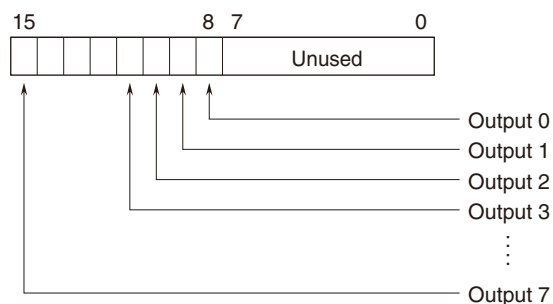 15 8 7 0
Unused
Output 0
Output 1
Output 2
Output 3
⋮
Output 7